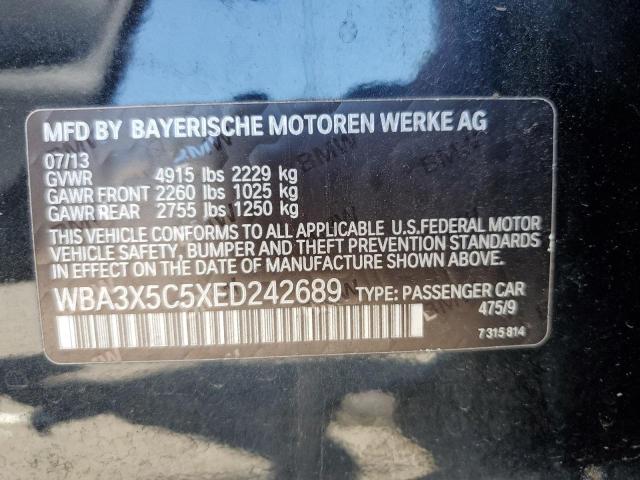 MFD BY BAYERISCHE MOTOREN WERKE AG
07/13
GVWR 4915 lbs 2229 kg
GAWR FRONT 2260 lbs 1025 kg
GAWR REAR 2755 lbs 1250 kg
THIS VEHICLE CONFORMS TO ALL APPLICABLE U.S.FEDERAL MOTOR
VEHICLE SAFETY, BUMPER AND THEFT PREVENTION STANDARDS
IN EFFECT ON THE DATE OF MANUFACTURE SHOWN ABOVE.
WBA3X5C5XED242689 TYPE: PASSENGER CAR
475/9
7 315 814